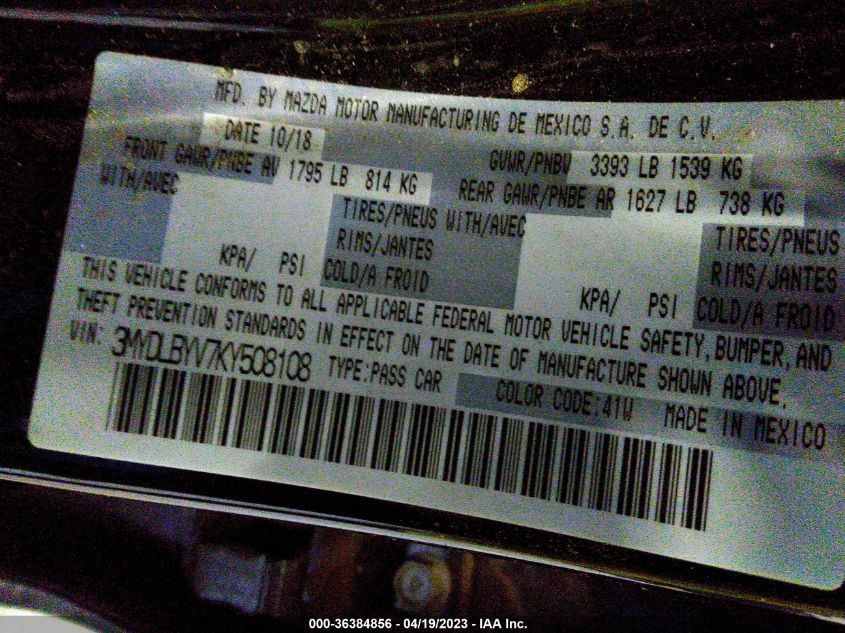 MFD. BY MAZDA MOTOR MANUFACTURING DE MEXICO S.A. DE C.V.
DATE 10/18 GVWR/PNBV 3393 LB 1539 KG
FRONT GAWR/PNBE AV 1795 LB 814 KG REAR GAWR/PNBE AR 1627 LB 738 KG
WITH/AVEC TIRES/PNEUS WITH/AVEC TIRES/PNEUS
RIMS/JANTES RIMS/JANTES
KPA/ PSI COLD/A FROID KPA/ PSI COLD/A FROID
THIS VEHICLE CONFORMS TO ALL APPLICABLE FEDERAL MOTOR VEHICLE SAFETY, BUMPER, AND
THEFT PREVENTION STANDARDS IN EFFECT ON THE DATE OF MANUFACTURE SHOWN ABOVE.
VIN: 3MYDLBYV7KY508108 TYPE:PASS CAR COLOR CODE:41W MADE IN MEXICO
000-36384856 - 04/19/2023 - IAA Inc.